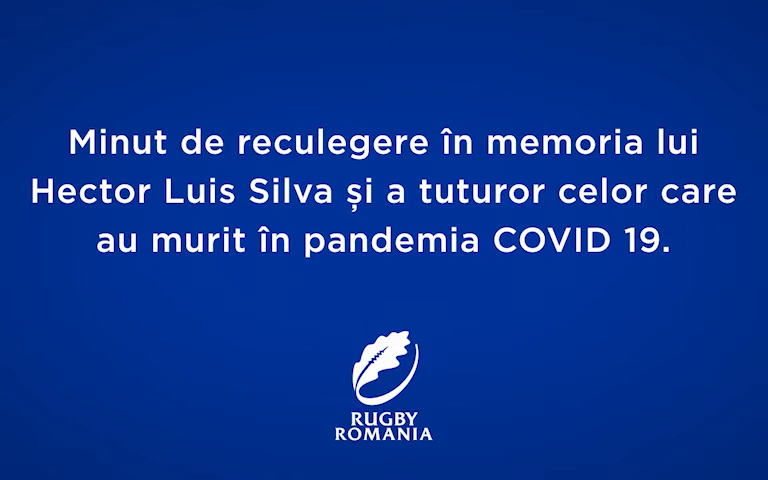 Minut de reculegere în memoria lui
Hector Luis Silva și a tuturor celor care
au murit în pandemia COVID 19.
RUGBY
ROMANIA